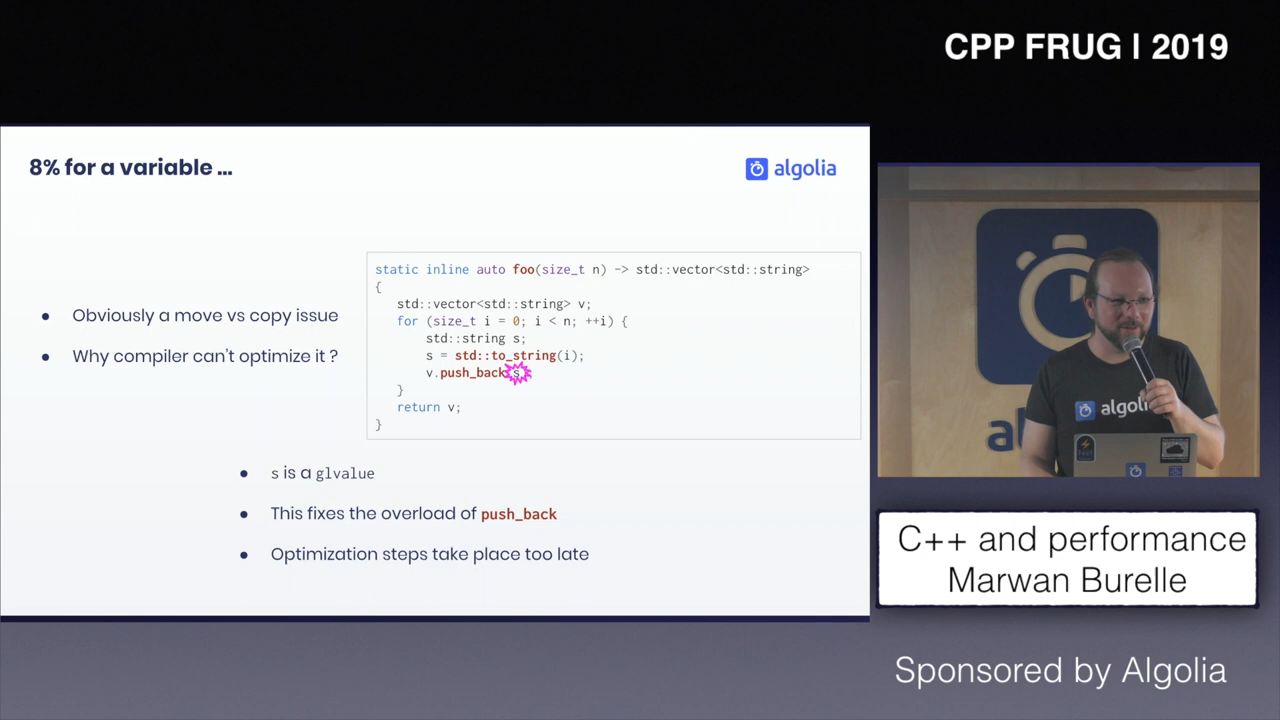 CPP FRUG | 2019
8% for a variable ...
algolia
Obviously a move vs copy issue
Why compiler can't optimize it ?
static inline auto foo(size_t n) -> std::vector<std::string>
{
std::vector<std::string> v;
for (size_t i = 0; i < n; ++i) {
std::string s;
s = std::to_string(i);
v.push_back(s)
}
return v;
}
s is a glvalue
This fixes the overload of push_back
Optimization steps take place too late
algolia
C++ and performance
Marwan Burelle
Sponsored by Algolia